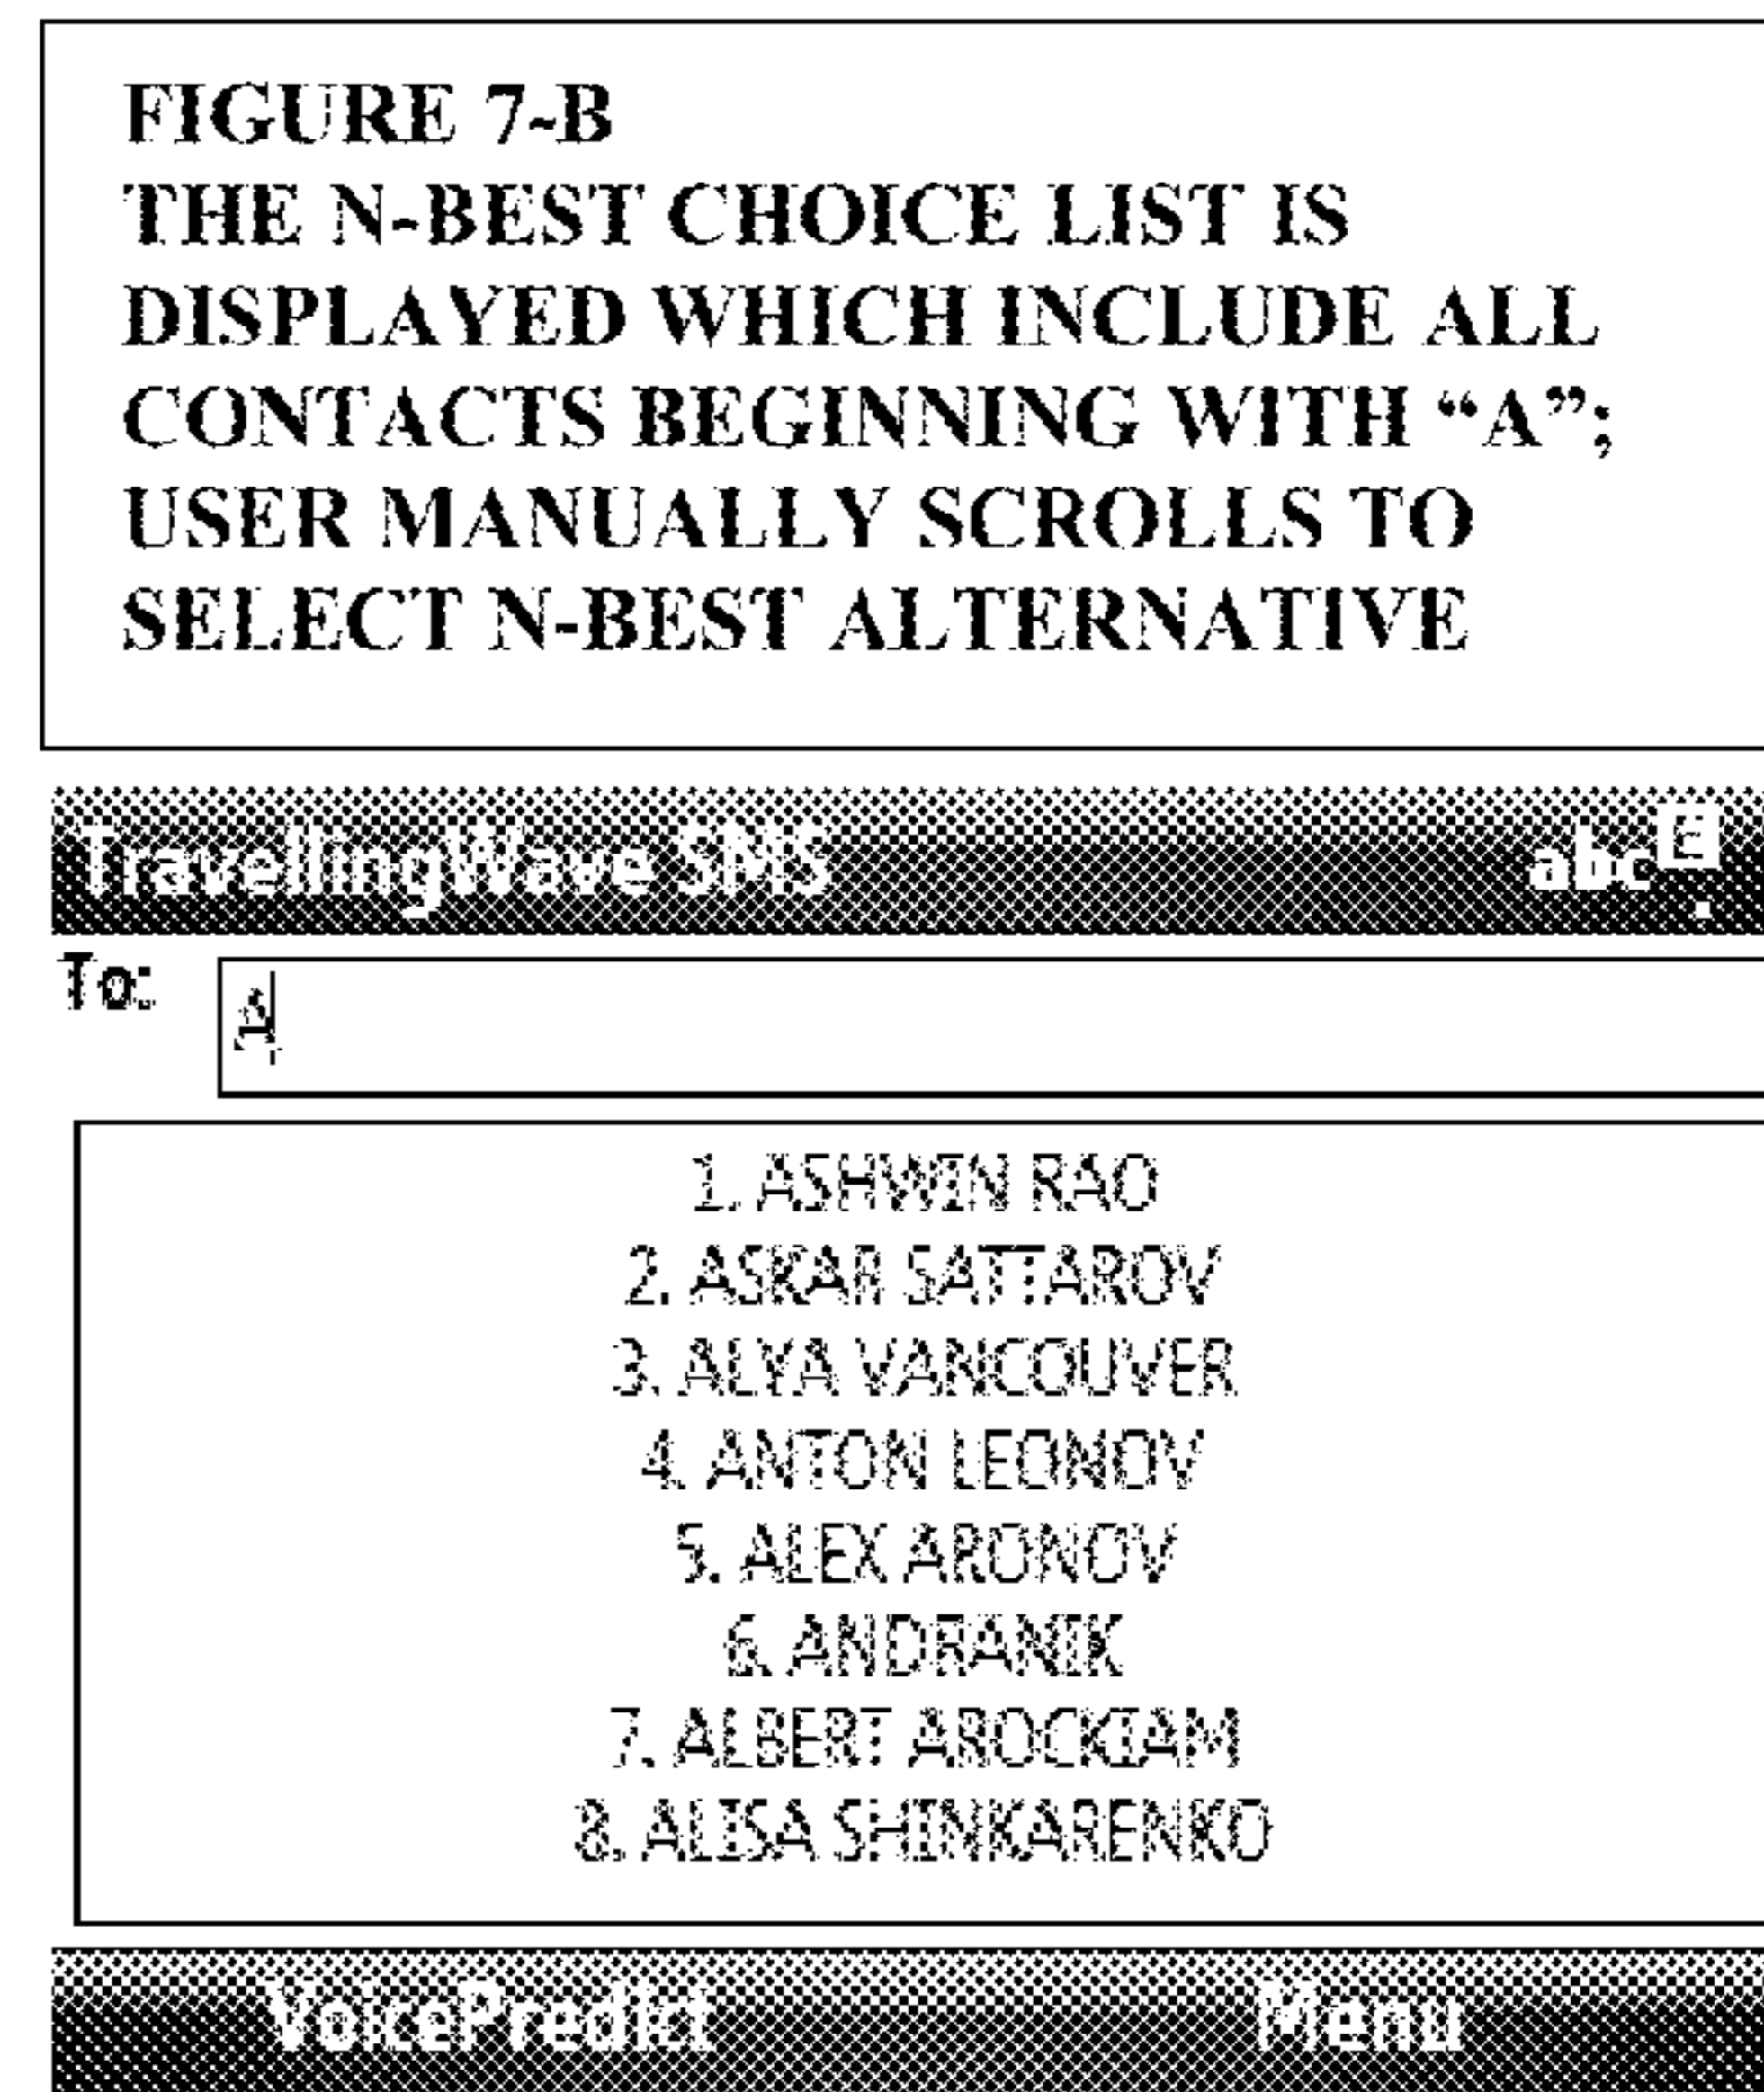 FIGURE 7-B
THE N-BEST CHOICE LIST IS
DISPLAYED WHICH INCLUDE ALL
CONTACTS BEGINNING WITH “A”;
USER MANUALLY SCROLLS TO
SELECT N-BEST ALTERNATIVE
TravellingWave SMS abc
To: A
1. ASHWIN RAO
2. ASKAR SATTAROV
3. ALYA VANCOUVER
4. ANTON LEONOV
5. ALEX ARONOV
6. ANDRANIK
7. ALBERT AROCKIAM
8. ALISA SHINKARENKO
VoicePredict Menu